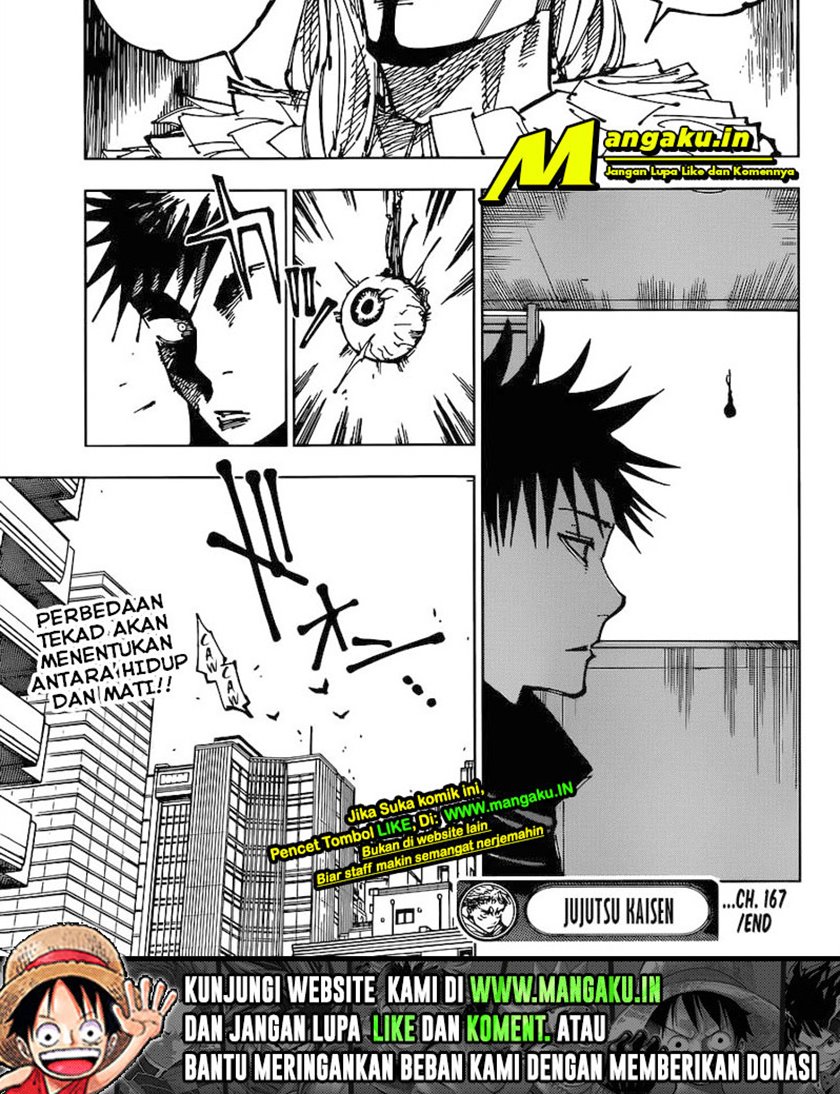 Mangaku.in
Jangan Lupa Like dan Komennya
PERBEDAAN
TEKAD AKAN
MENENTUKAN
ANTARA HIDUP
DAN MATI!!
CAW
CAW
Jika Suka komik ini,
Pencet Tombol LIKE, Di: WWW.mangaku.IN
Bukan di website lain
Biar staff makin semangat nerjemahin
JUJUTSU KAISEN
...CH. 167
/END
KUNJUNGI WEBSITE KAMI DI WWW.MANGAKU.IN
DAN JANGAN LUPA LIKE DAN KOMENT. ATAU
BANTU MERINGANKAN BEBAN KAMI DENGAN MEMBERIKAN DONASI